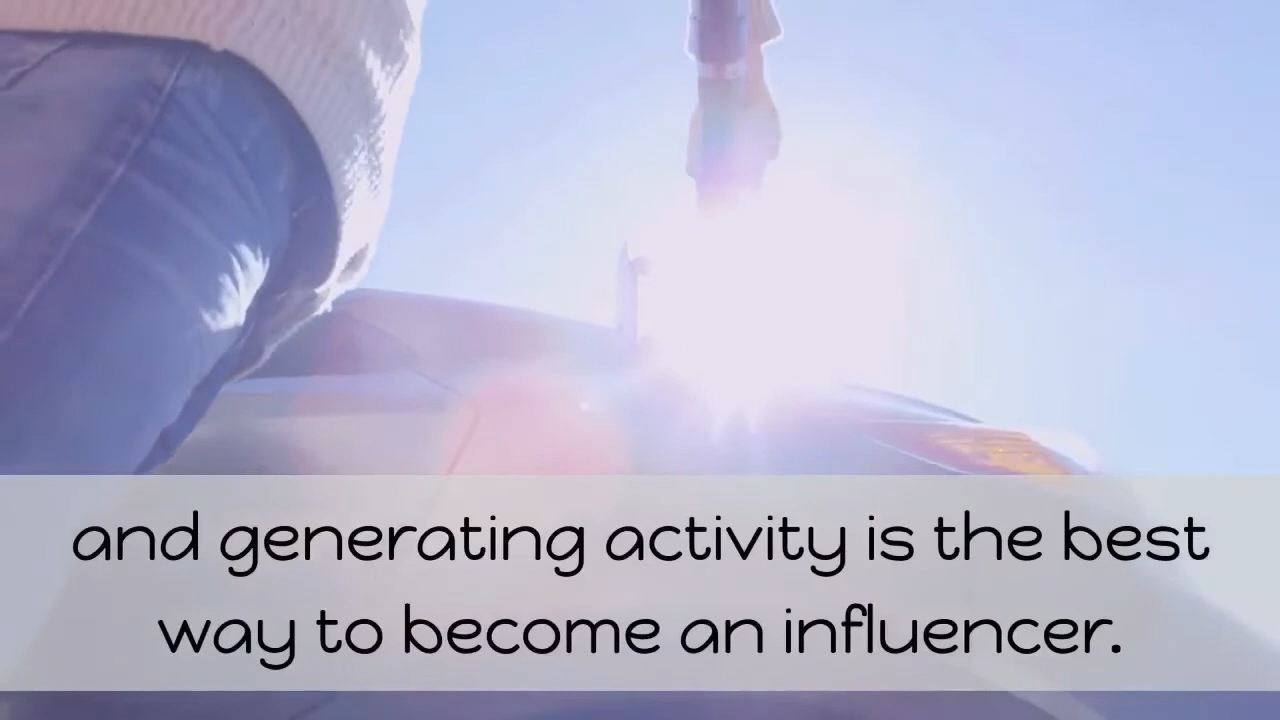 and generating activity is the best
way to become an influencer.